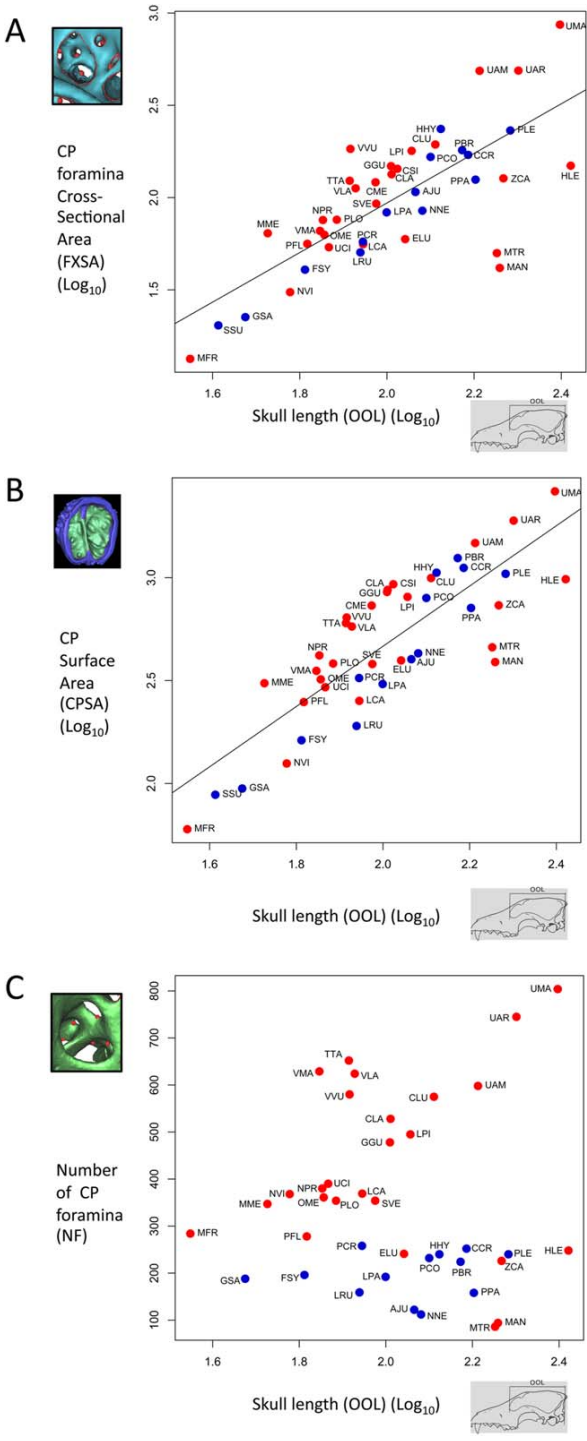 A
CP
foramina
Cross-
Sectional
Area
(FXSA)
(Log10)
3.0
2.5
2.0
1.5
UMA
UAM
UAR
HHY
CLU
PLE
VVU
LPI
PBR
PCO
CCR
GGU
CSI
CLA
HLE
TTA
VLA
CME
AJU
PPA
ZCA
SVE
NPR
PLO
LPA
NNE
MME
VMA
OME
PCR
PFL
UCI
LCA
ELU
LRU
MTR
FSY
MAN
NVI
GSA
SSU
MFR
1.6 1.8 2.0 2.2 2.4
Skull length (OOL) (Log10)
OOL
B
CP
Surface
Area
(CPSA)
(Log10)
3.0
2.5
2.0
UMA
UAR
UAM
PBR
HHY
CCR
CLU
PLE
HLE
CLA
CSI
GGU
LPI
PCO
CME
ZCA
PPA
VVU
TTA
VLA
NPR
SVE
NNE
MTR
PLO
ELU
AJU
MAN
VMA
OME
PCR
MME
UCI
LPA
PFL
LCA
LRU
FSY
NVI
SSU
GSA
MFR
1.6 1.8 2.0 2.2 2.4
Skull length (OOL) (Log10)
OOL
C
Number
of CP
foramina
(NF)
800
700
600
500
400
300
200
100
UMA
UAR
TTA
VMA
VLA
VVU
CLU
UAM
CLA
LPI
GGU
UCI
NVI
NPR
LCA
MME
OME
PLO
SVE
MFR
PFL
PCR
ELU
HHY
CCR
PLE
HLE
PCO
PBR
ZCA
GSA
FSY
LPA
LRU
PPA
AJU
NNE
MTR
MAN
1.6 1.8 2.0 2.2 2.4
Skull length (OOL) (Log10)
OOL